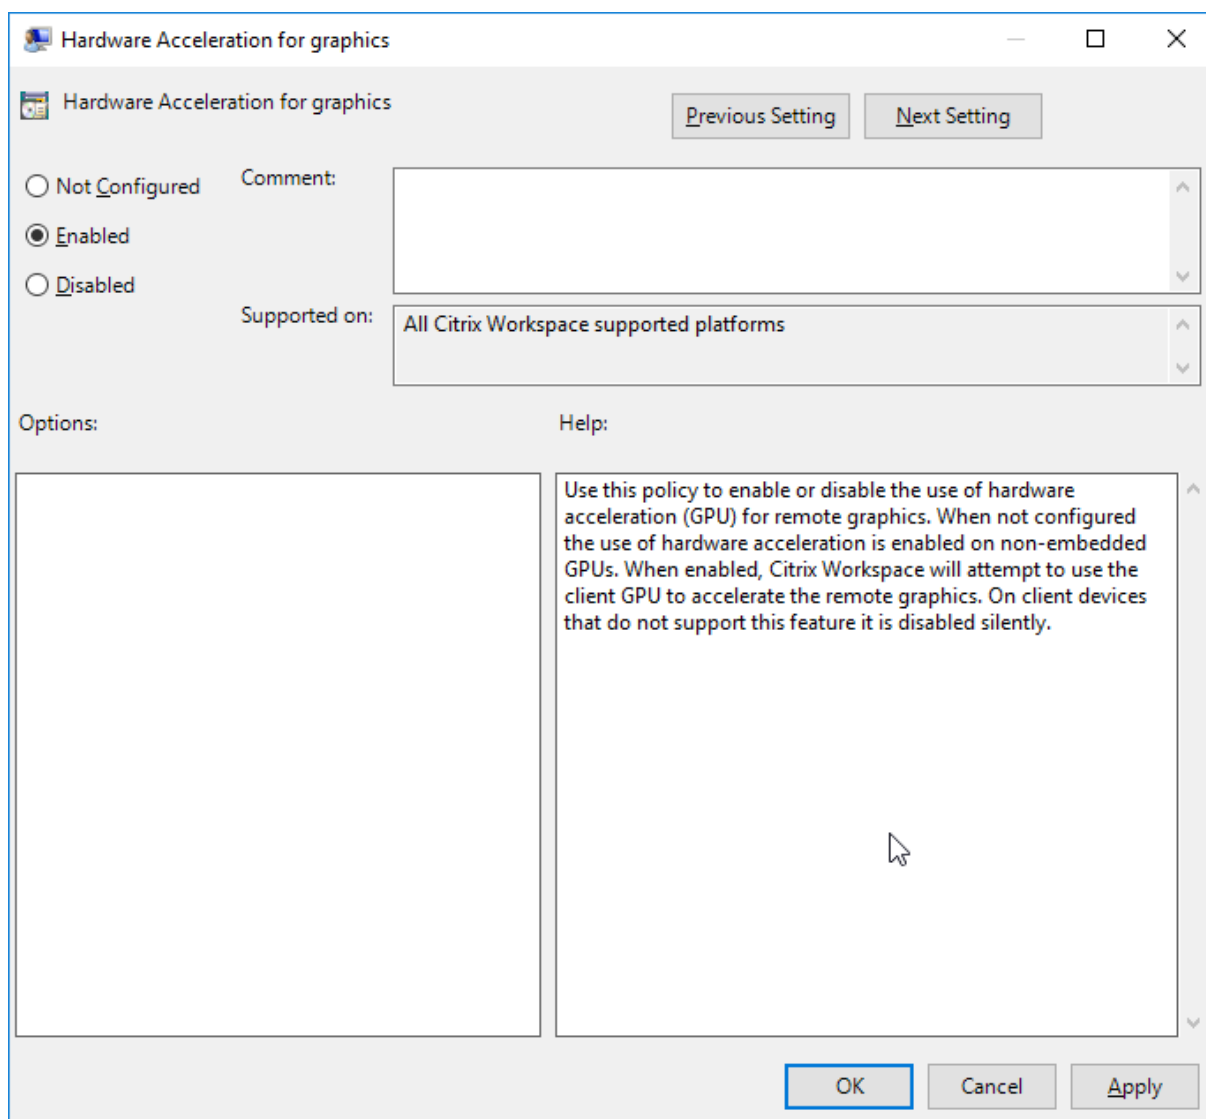 Hardware Acceleration for graphics
Hardware Acceleration for graphics
Previous Setting
Next Setting
Not Configured
Comment:
Enabled
Disabled
Supported on:
All Citrix Workspace supported platforms
Options:
Help:
Use this policy to enable or disable the use of hardware
acceleration (GPU) for remote graphics. When not configured
the use of hardware acceleration is enabled on non-embedded
GPUs. When enabled, Citrix Workspace will attempt to use the
client GPU to accelerate the remote graphics. On client devices
that do not support this feature it is disabled silently.
OK
Cancel
Apply